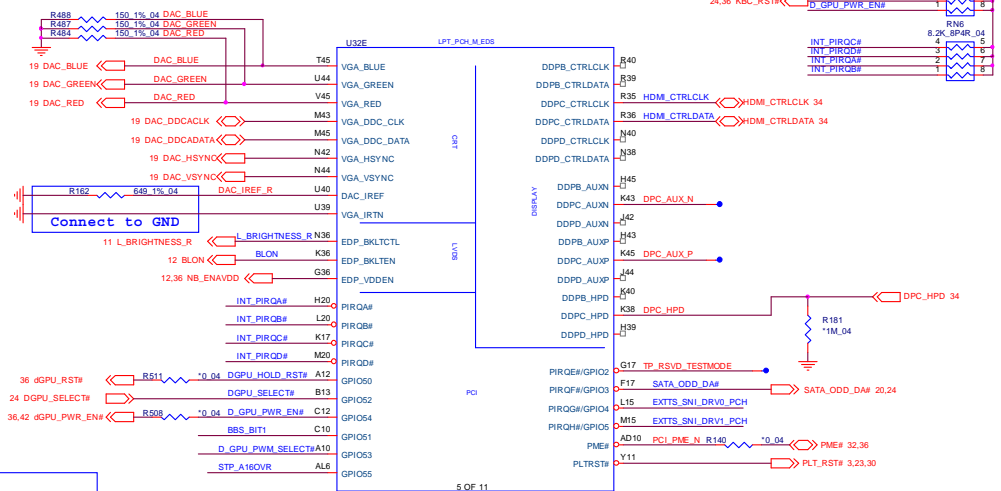 24,36 KBC_RST#
D_GPU_PWR_EN# 1 8
RN6
8.2K_8P4R_04
INT_PIRQC# 4 5
INT_PIRQD# 3 6
INT_PIRQA# 2 7
INT_PIRQB# 1 8
R488 150_1%_04 DAC_BLUE
R487 150_1%_04 DAC_GREEN
R484 150_1%_04 DAC_RED
U32E LPT_PCH_M_EDS
19 DAC_BLUE DAC_BLUE T45 VGA_BLUE
19 DAC_GREEN DAC_GREEN U44 VGA_GREEN
19 DAC_RED DAC_RED V45 VGA_RED
19 DAC_DDCACLK M43 VGA_DDC_CLK
19 DAC_DDCADATA M45 VGA_DDC_DATA
19 DAC_HSYNC N42 VGA_HSYNC
19 DAC_VSYNC N44 VGA_VSYNC
R162 649_1%_04 DAC_IREF_R U40 DAC_IREF
U39 VGA_IRTN
Connect to GND
11 L_BRIGHTNESS_R L_BRIGHTNESS_R N36 EDP_BKLTCTL
12 BLON BLON K36 EDP_BKLTEN
12,36 NB_ENAVDD G36 EDP_VDDEN
INT_PIRQA# H20 PIRQA#
INT_PIRQB# L20 PIRQB#
INT_PIRQC# K17 PIRQC#
INT_PIRQD# M20 PIRQD#
36 dGPU_RST# R511 *0_04 DGPU_HOLD_RST# A12 GPIO50
24 DGPU_SELECT# DGPU_SELECT# B13 GPIO52
36,42 dGPU_PWR_EN# R508 *0_04 D_GPU_PWR_EN# C12 GPIO54
BBS_BIT1 C10 GPIO51
D_GPU_PWM_SELECT# A10 GPIO53
STP_A16OVR AL6 GPIO55
CRT
LVDS
DISPLAY
PCI
DDPB_CTRLCLK R40
DDPB_CTRLDATA R39
DDPC_CTRLCLK R35 HDMI_CTRLCLK HDMI_CTRLCLK 34
DDPC_CTRLDATA R36 HDMI_CTRLDATA HDMI_CTRLDATA 34
DDPD_CTRLCLK N40
DDPD_CTRLDATA N38
DDPB_AUXN H45
DDPC_AUXN K43 DPC_AUX_N
DDPD_AUXN J42
DDPB_AUXP H43
DDPC_AUXP K45 DPC_AUX_P
DDPD_AUXP J44
DDPB_HPD K40
DDPC_HPD K38 DPC_HPD DPC_HPD 34
DDPD_HPD H39
R181
*1M_04
PIRQE#/GPIO2 G17 TP_RSVD_TESTMODE
PIRQF#/GPIO3 F17 SATA_ODD_DA# SATA_ODD_DA# 20,24
PIRQG#/GPIO4 L15 EXTTS_SNI_DRV0_PCH
PIRQH#/GPIO5 M15 EXTTS_SNI_DRV1_PCH
PME# AD10 PCI_PME_N R140 *0_04 PME# 32,36
PLTRST# Y11 PLT_RST# 3,23,30
5 OF 11